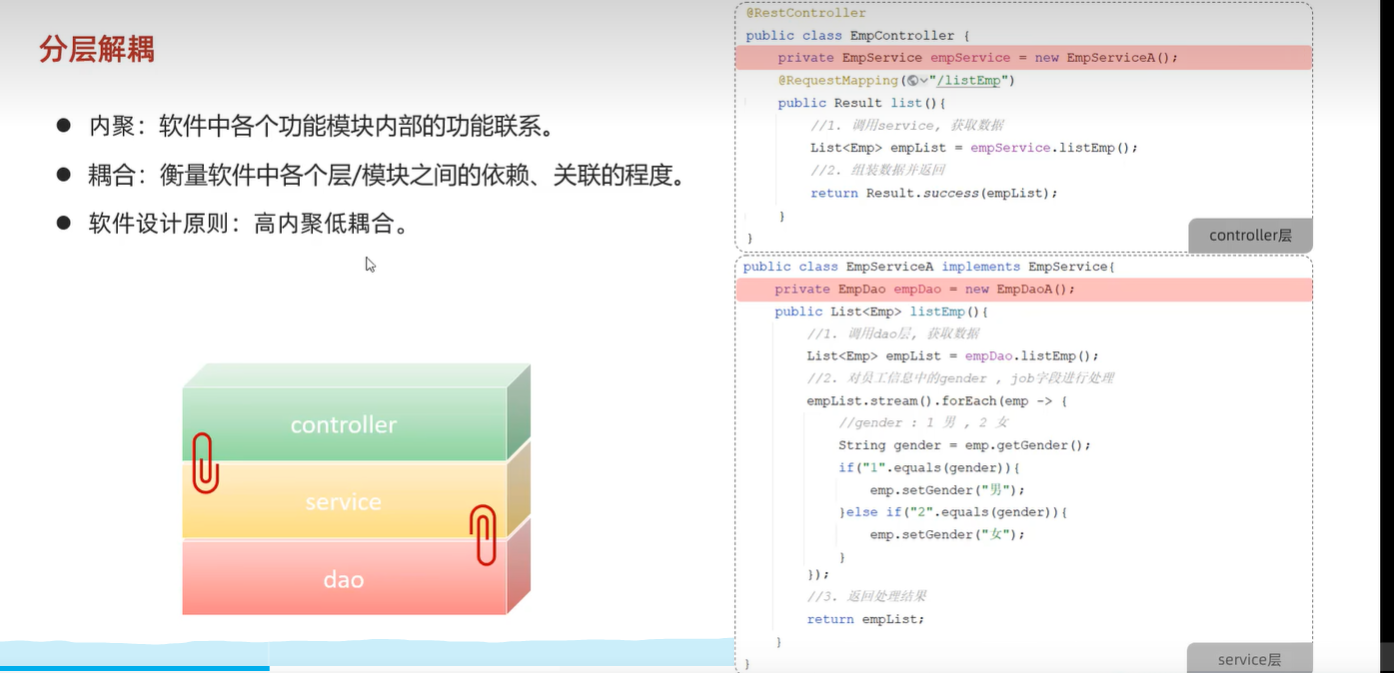 分层解耦
● 内聚：软件中各个功能模块内部的功能联系。
● 耦合：衡量软件中各个层/模块之间的依赖、关联的程度。
● 软件设计原则：高内聚低耦合。
controller
service
dao
@RestController
public class EmpController {
private EmpService empService = new EmpServiceA();
@RequestMapping("/listEmp")
public Result list(){
//1. 调用service, 获取数据
List<Emp> empList = empService.listEmp();
//2. 组装数据并返回
return Result.success(empList);
}
}
controller层
public class EmpServiceA implements EmpService{
private EmpDao empDao = new EmpDaoA();
public List<Emp> listEmp(){
//1. 调用dao层, 获取数据
List<Emp> empList = empDao.listEmp();
//2. 对员工信息中的gender , job字段进行处理
empList.stream().forEach(emp -> {
//gender : 1 男 , 2 女
String gender = emp.getGender();
if("1".equals(gender)){
emp.setGender("男");
}else if("2".equals(gender)){
emp.setGender("女");
}
});
//3. 返回处理结果
return empList;
}
}
service层